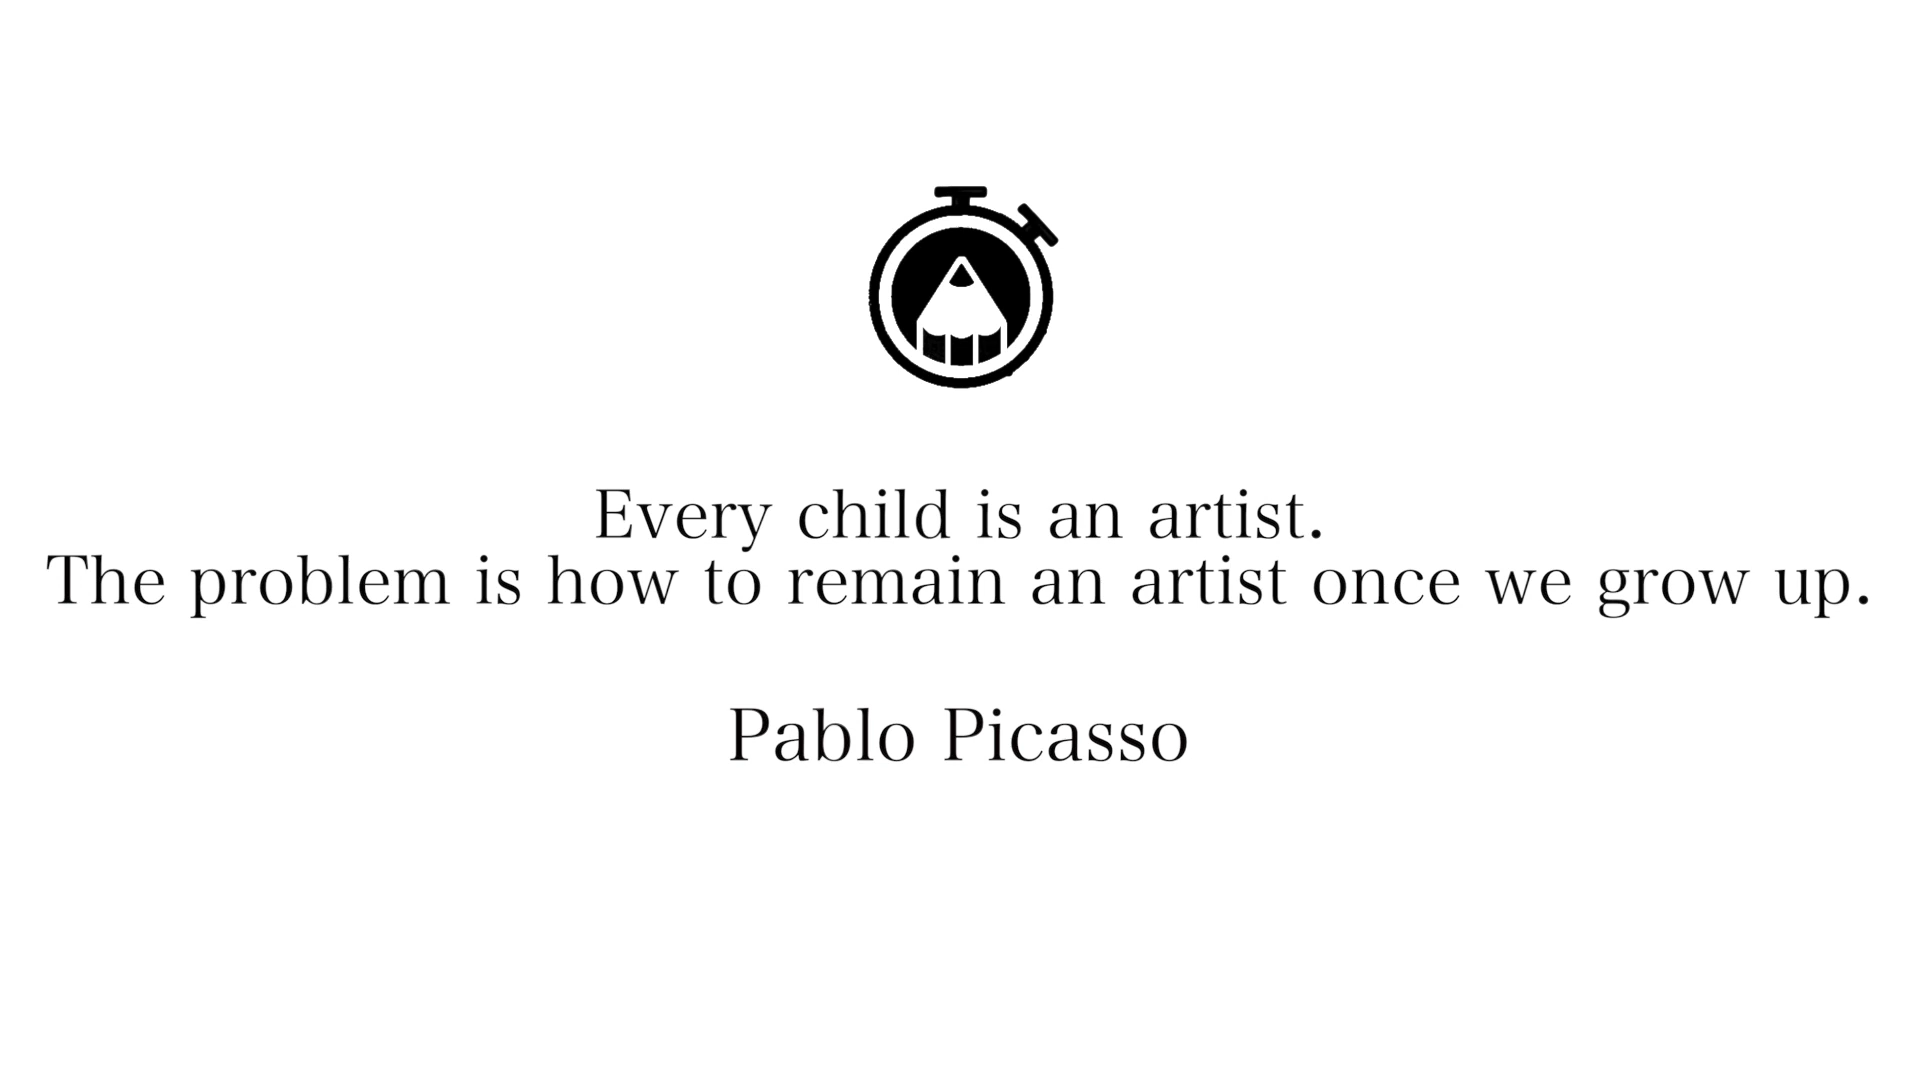 Every child is an artist.
The problem is how to remain an artist once we grow up.
Pablo Picasso